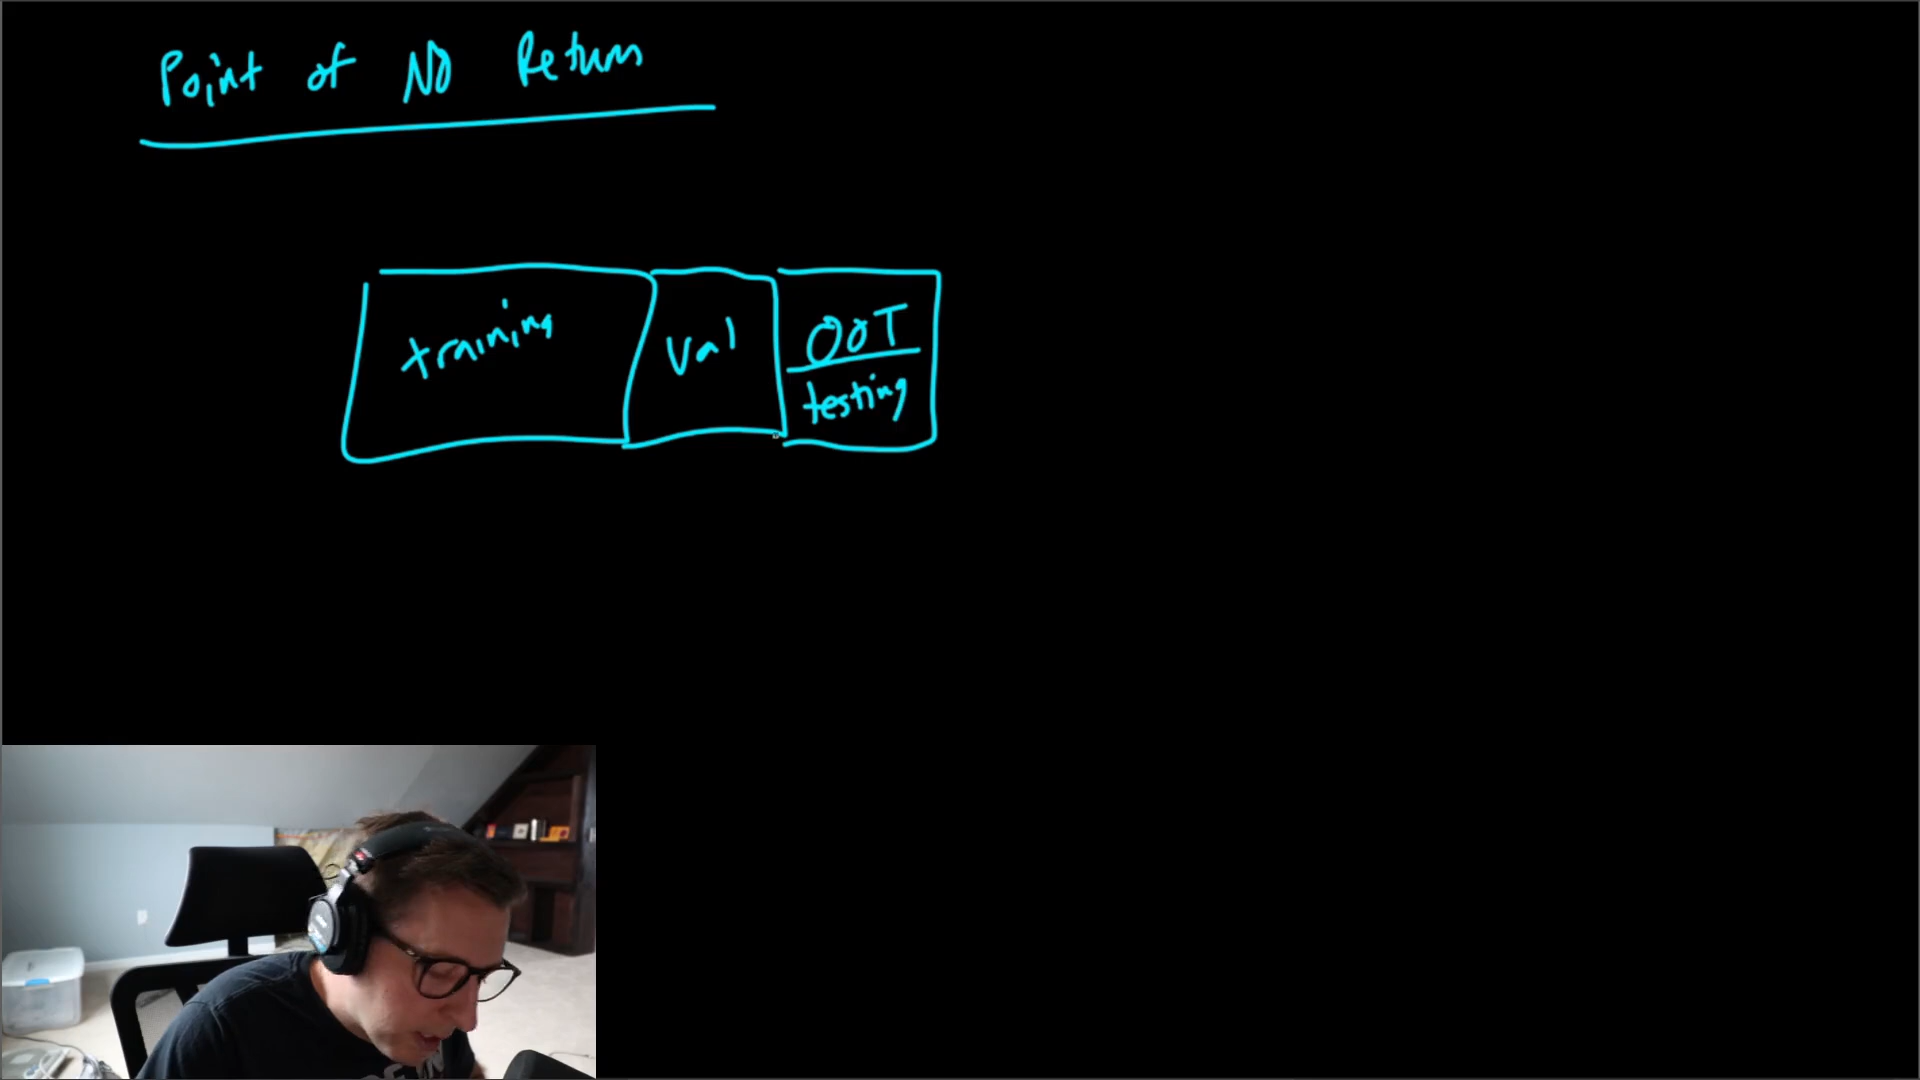 Point of No Return
training
val
OOT
testing